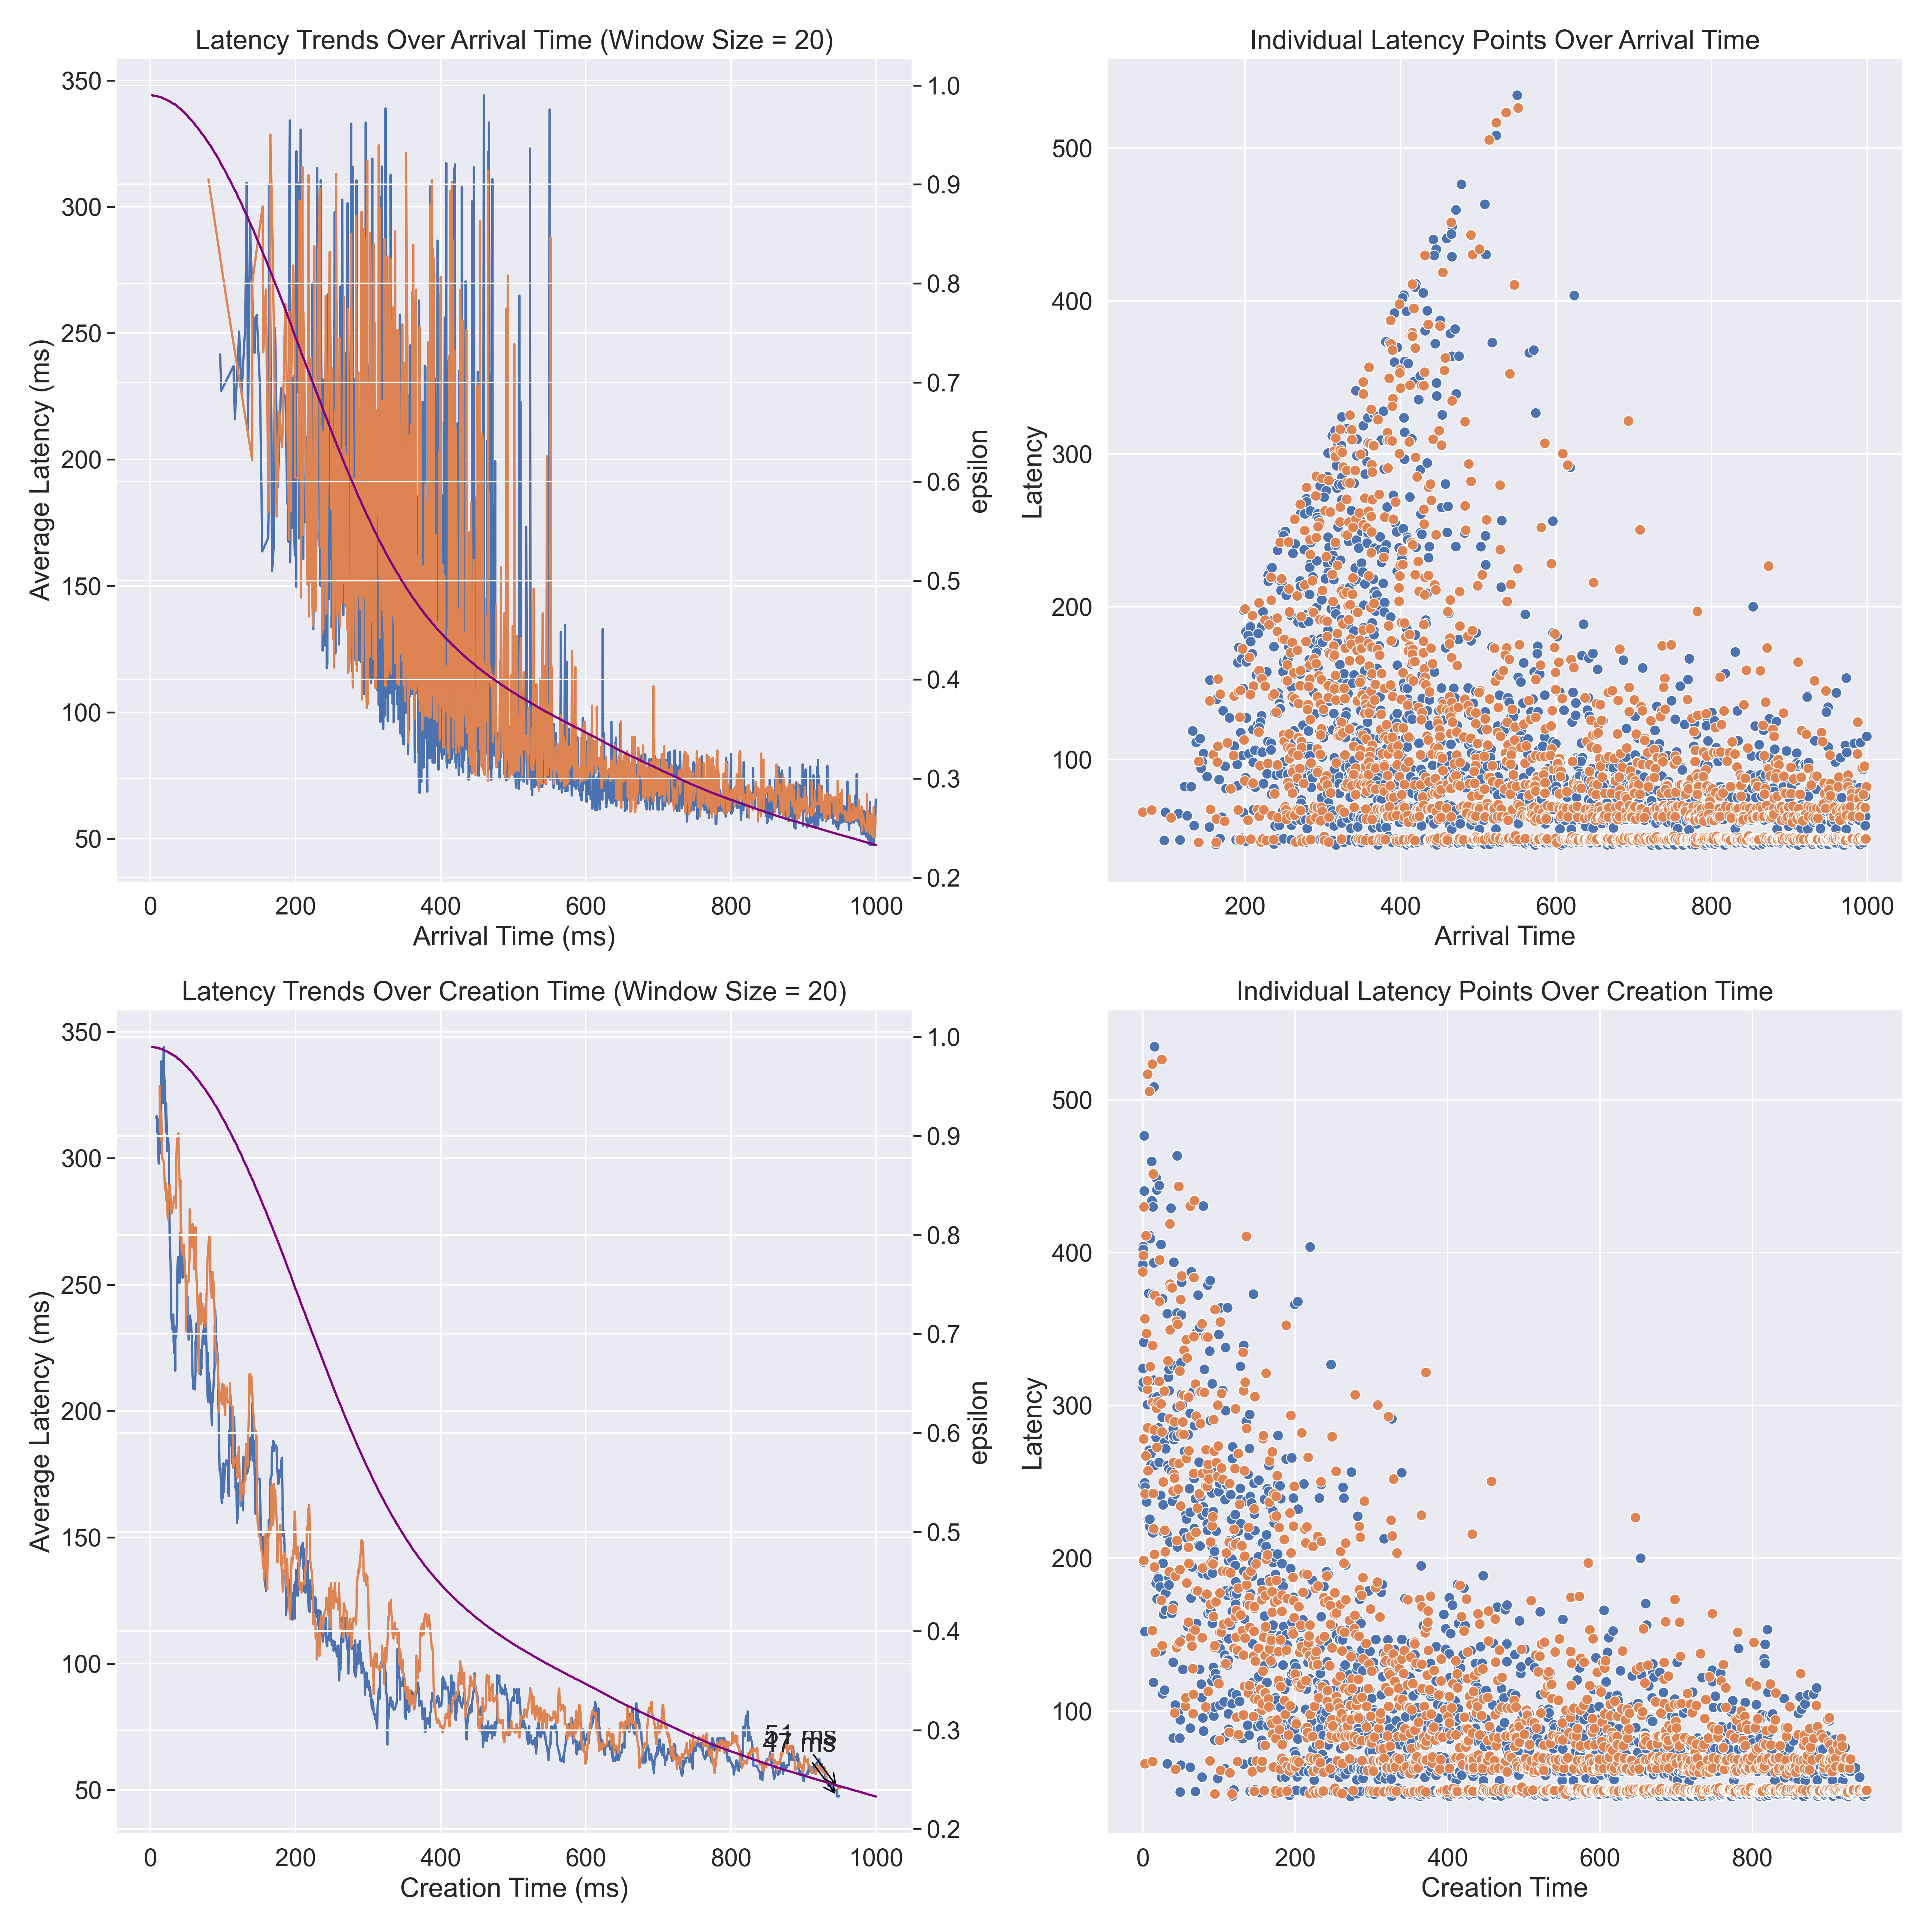 Latency Trends Over Arrival Time (Window Size = 20)
350
300
250
200
150
100
50
Average Latency (ms)
1.0
0.9
0.8
0.7
0.6
0.5
0.4
0.3
0.2
epsilon
0 200 400 600 800 1000
Arrival Time (ms)
Individual Latency Points Over Arrival Time
500
400
300
200
100
Latency
200 400 600 800 1000
Arrival Time
Latency Trends Over Creation Time (Window Size = 20)
350
300
250
200
150
100
50
Average Latency (ms)
51 ms
47 ms
1.0
0.9
0.8
0.7
0.6
0.5
0.4
0.3
0.2
epsilon
0 200 400 600 800 1000
Creation Time (ms)
Individual Latency Points Over Creation Time
500
400
300
200
100
Latency
0 200 400 600 800
Creation Time